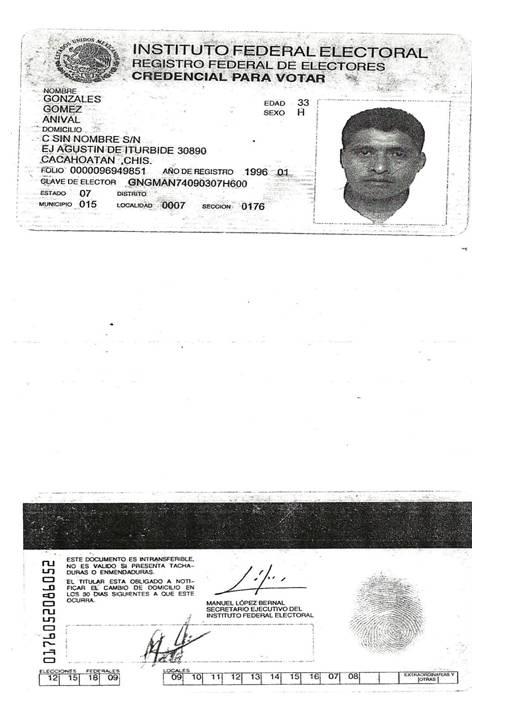 ESTADOS UNIDOS MEXICANOS
INSTITUTO FEDERAL ELECTORAL
REGISTRO FEDERAL DE ELECTORES
CREDENCIAL PARA VOTAR
NOMBRE
GONZALES
GOMEZ
ANIVAL
EDAD 33
SEXO H
DOMICILIO
C SIN NOMBRE S/N
EJ AGUSTIN DE ITURBIDE 30890
CACAHOATAN ,CHIS.
FOLIO 0000096949851 AÑO DE REGISTRO 1996 01
CLAVE DE ELECTOR GNGMAN74090307H600
ESTADO 07 DISTRITO
MUNICIPIO 015 LOCALIDAD 0007 SECCION 0176
ESTE DOCUMENTO ES INTRANSFERIBLE,
NO ES VALIDO SI PRESENTA TACHA-
DURAS O ENMENDADURAS.
EL TITULAR ESTA OBLIGADO A NOTI-
FICAR EL CAMBIO DE DOMICILIO EN
LOS 30 DIAS SIGUIENTES A QUE ESTE
OCURRA.
MANUEL LÓPEZ BERNAL
SECRETARIO EJECUTIVO DEL
INSTITUTO FEDERAL ELECTORAL
ELECCIONES FEDERALES
12 15 18 09
LOCALES
09 10 11 12 13 14 15 16 07 08
EXTRAORDINARIAS Y
OTRAS